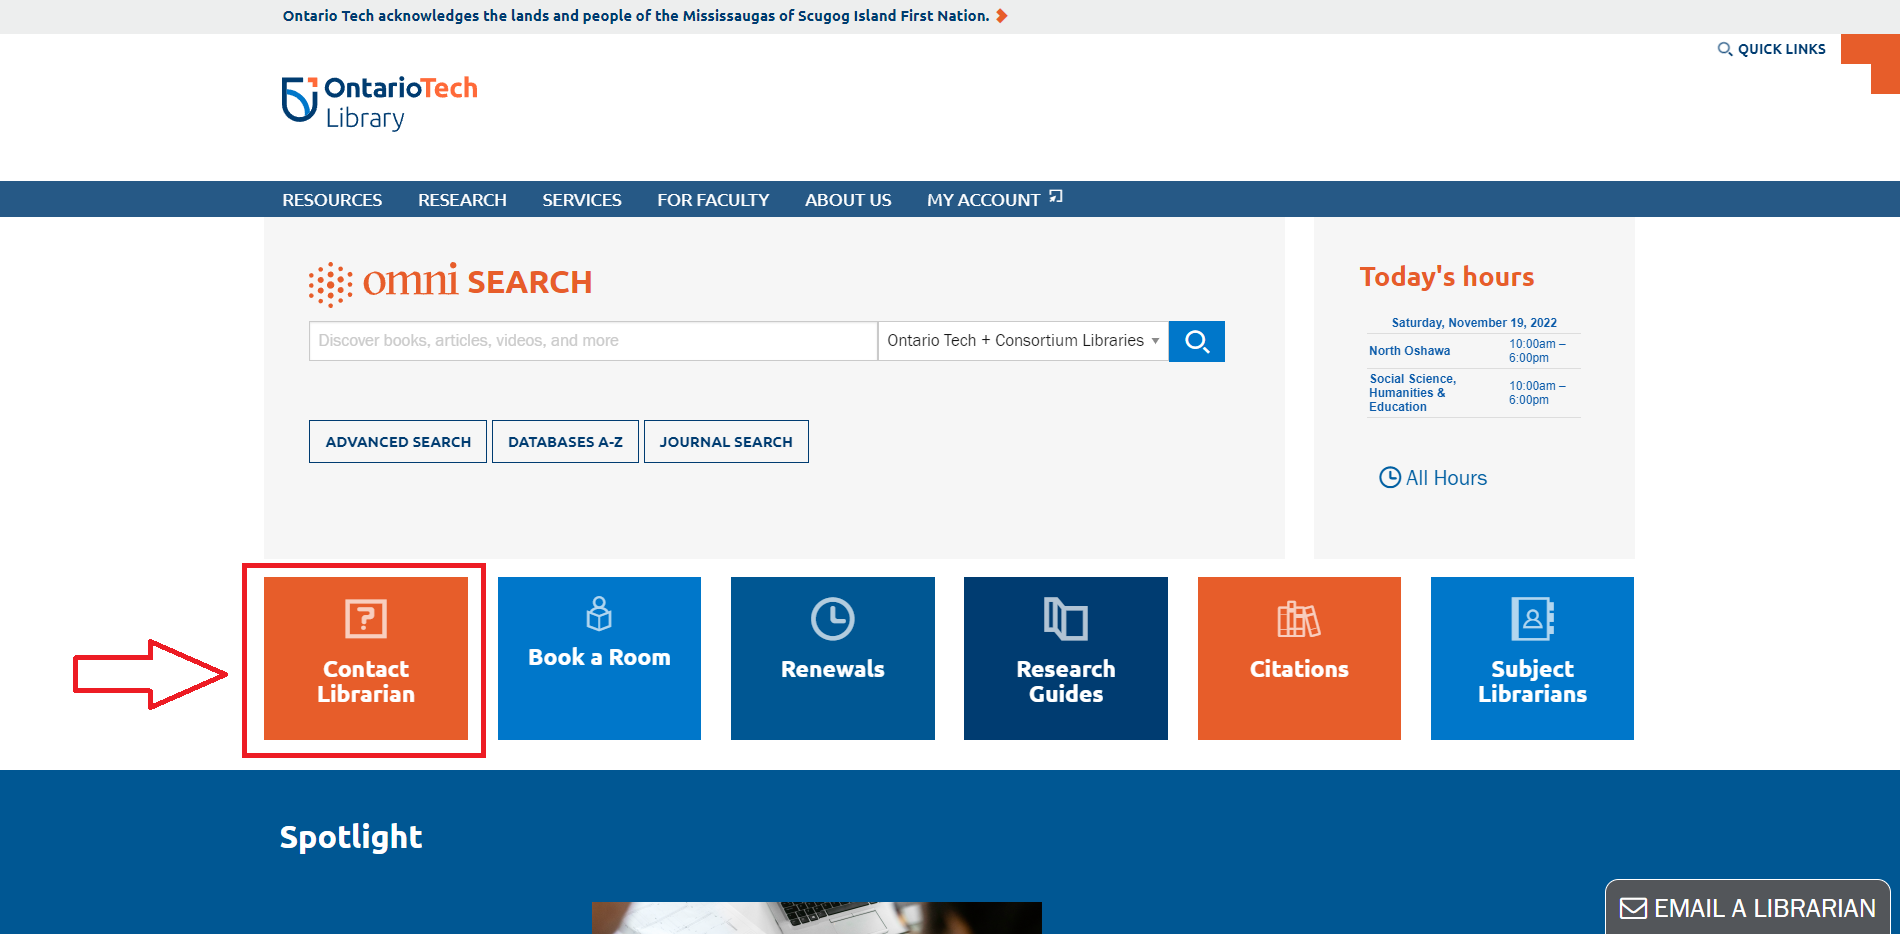 Ontario Tech acknowledges the lands and people of the Mississaugas of Scugog Island First Nation.
QUICK LINKS
OntarioTech
Library
RESOURCES RESEARCH SERVICES FOR FACULTY ABOUT US MY ACCOUNT
omni SEARCH
Discover books, articles, videos, and more
Ontario Tech + Consortium Libraries
ADVANCED SEARCH DATABASES A-Z JOURNAL SEARCH
Today's hours
Saturday, November 19, 2022
North Oshawa
10:00am –
6:00pm
Social Science,
Humanities &
Education
10:00am –
6:00pm
All Hours
?
Contact
Librarian
Book a Room
Renewals
Research
Guides
Citations
Subject
Librarians
Spotlight
EMAIL A LIBRARIAN